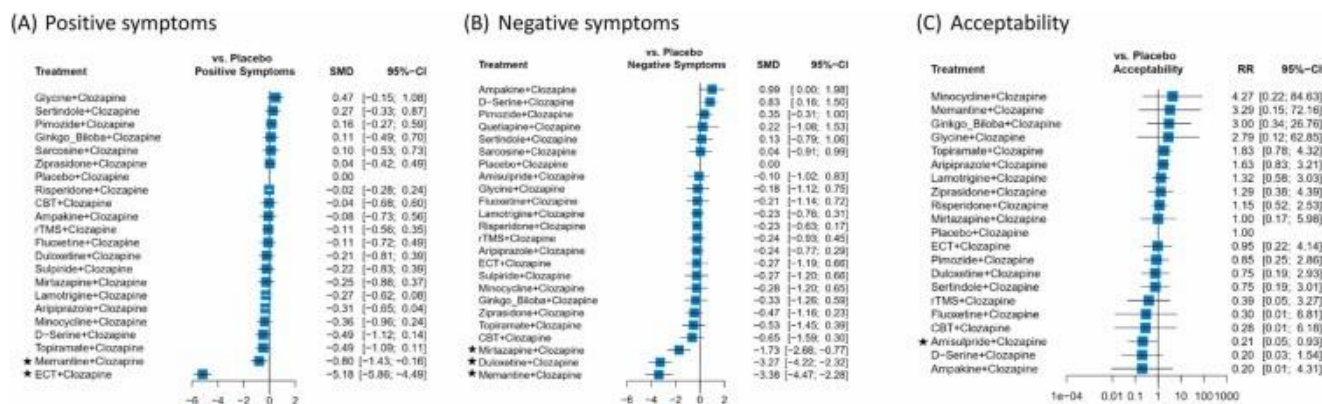 (A) Positive symptoms
vs. Placebo
Treatment Positive Symptoms SMD 95%-CI
Glycine+Clozapine 0.47 [−0.15; 1.08]
Sertindole+Clozapine 0.27 [−0.33; 0.87]
Pimozide+Clozapine 0.16 [−0.27; 0.59]
Ginkgo_Biloba+Clozapine 0.11 [−0.49; 0.70]
Sarcosine+Clozapine 0.10 [−0.53; 0.73]
Ziprasidone+Clozapine 0.04 [−0.42; 0.49]
Placebo+Clozapine 0.00
Risperidone+Clozapine −0.02 [−0.28; 0.24]
CBT+Clozapine −0.04 [−0.68; 0.60]
Ampakine+Clozapine −0.08 [−0.73; 0.56]
rTMS+Clozapine −0.11 [−0.56; 0.35]
Fluoxetine+Clozapine −0.11 [−0.72; 0.49]
Duloxetine+Clozapine −0.21 [−0.81; 0.39]
Sulpiride+Clozapine −0.22 [−0.83; 0.39]
Mirtazapine+Clozapine −0.25 [−0.86; 0.37]
Lamotrigine+Clozapine −0.27 [−0.62; 0.08]
Aripiprazole+Clozapine −0.31 [−0.65; 0.04]
Minocycline+Clozapine −0.36 [−0.96; 0.24]
D−Serine+Clozapine −0.49 [−1.12; 0.14]
Topiramate+Clozapine −0.49 [−1.09; 0.11]
★ Memantine+Clozapine −0.80 [−1.43; −0.16]
★ ECT+Clozapine −5.18 [−5.86; −4.49]
−6 −4 −2 0 2
(B) Negative symptoms
vs. Placebo
Treatment Negative Symptoms SMD 95%-CI
Ampakine+Clozapine 0.99 [0.00; 1.98]
D−Serine+Clozapine 0.83 [0.16; 1.50]
Pimozide+Clozapine 0.35 [−0.31; 1.00]
Quetiapine+Clozapine 0.22 [−1.08; 1.53]
Sertindole+Clozapine 0.13 [−0.79; 1.06]
Sarcosine+Clozapine 0.04 [−0.91; 0.99]
Placebo+Clozapine 0.00
Amisulpride+Clozapine −0.10 [−1.02; 0.83]
Glycine+Clozapine −0.18 [−1.12; 0.75]
Fluoxetine+Clozapine −0.21 [−1.14; 0.72]
Lamotrigine+Clozapine −0.23 [−0.76; 0.31]
Risperidone+Clozapine −0.23 [−0.63; 0.17]
rTMS+Clozapine −0.24 [−0.93; 0.45]
Aripiprazole+Clozapine −0.24 [−0.77; 0.29]
ECT+Clozapine −0.27 [−1.19; 0.66]
Sulpiride+Clozapine −0.27 [−1.20; 0.66]
Minocycline+Clozapine −0.28 [−1.20; 0.65]
Ginkgo_Biloba+Clozapine −0.33 [−1.26; 0.59]
Ziprasidone+Clozapine −0.47 [−1.16; 0.23]
Topiramate+Clozapine −0.53 [−1.45; 0.39]
CBT+Clozapine −0.65 [−1.59; 0.30]
★ Mirtazapine+Clozapine −1.73 [−2.68; −0.77]
★ Duloxetine+Clozapine −3.27 [−4.22; −2.32]
★ Memantine+Clozapine −3.38 [−4.47; −2.28]
−4 −2 0 2 4
(C) Acceptability
vs. Placebo
Treatment Acceptability RR 95%-CI
Minocycline+Clozapine 4.27 [0.22; 84.63]
Memantine+Clozapine 3.29 [0.15; 72.16]
Ginkgo_Biloba+Clozapine 3.00 [0.34; 26.76]
Glycine+Clozapine 2.79 [0.12; 62.85]
Topiramate+Clozapine 1.83 [0.78; 4.32]
Aripiprazole+Clozapine 1.63 [0.83; 3.21]
Lamotrigine+Clozapine 1.32 [0.58; 3.03]
Ziprasidone+Clozapine 1.29 [0.38; 4.39]
Risperidone+Clozapine 1.15 [0.52; 2.53]
Mirtazapine+Clozapine 1.00 [0.17; 5.98]
Placebo+Clozapine 1.00
ECT+Clozapine 0.95 [0.22; 4.14]
Pimozide+Clozapine 0.85 [0.25; 2.86]
Duloxetine+Clozapine 0.75 [0.19; 2.93]
Sertindole+Clozapine 0.75 [0.19; 3.01]
rTMS+Clozapine 0.39 [0.05; 3.27]
Fluoxetine+Clozapine 0.30 [0.01; 6.81]
CBT+Clozapine 0.28 [0.01; 6.18]
★ Amisulpride+Clozapine 0.21 [0.05; 0.93]
D−Serine+Clozapine 0.20 [0.03; 1.54]
Ampakine+Clozapine 0.20 [0.01; 4.31]
1e−04 0.01 0.1 1 10 100 1000